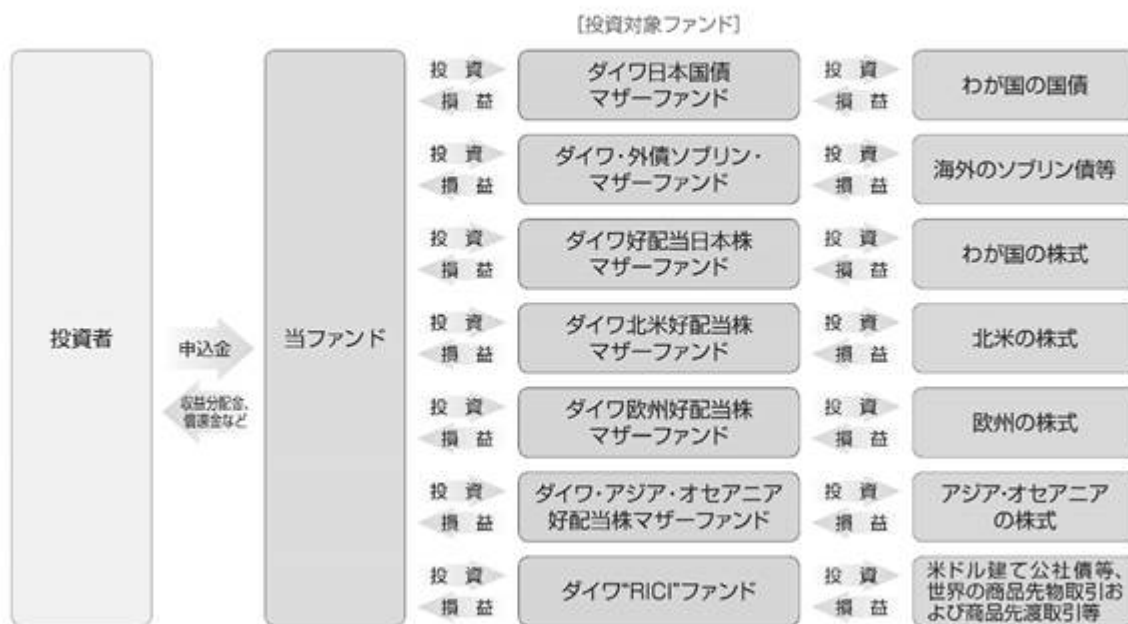 [投資対象ファンド]
投資者
申込金
収益分配金、
償還金など
当ファンド
投 資
損 益
ダイワ日本国債
マザーファンド
投 資
損 益
わが国の国債
投 資
損 益
ダイワ・外債ソブリン・
マザーファンド
投 資
損 益
海外のソブリン債等
投 資
損 益
ダイワ好配当日本株
マザーファンド
投 資
損 益
わが国の株式
投 資
損 益
ダイワ北米好配当株
マザーファンド
投 資
損 益
北米の株式
投 資
損 益
ダイワ欧州好配当株
マザーファンド
投 資
損 益
欧州の株式
投 資
損 益
ダイワ・アジア・オセアニア
好配当株マザーファンド
投 資
損 益
アジア・オセアニア
の株式
投 資
損 益
ダイワ"RICI"ファンド
投 資
損 益
米ドル建て公社債等、
世界の商品先物取引お
よび商品先渡取引等